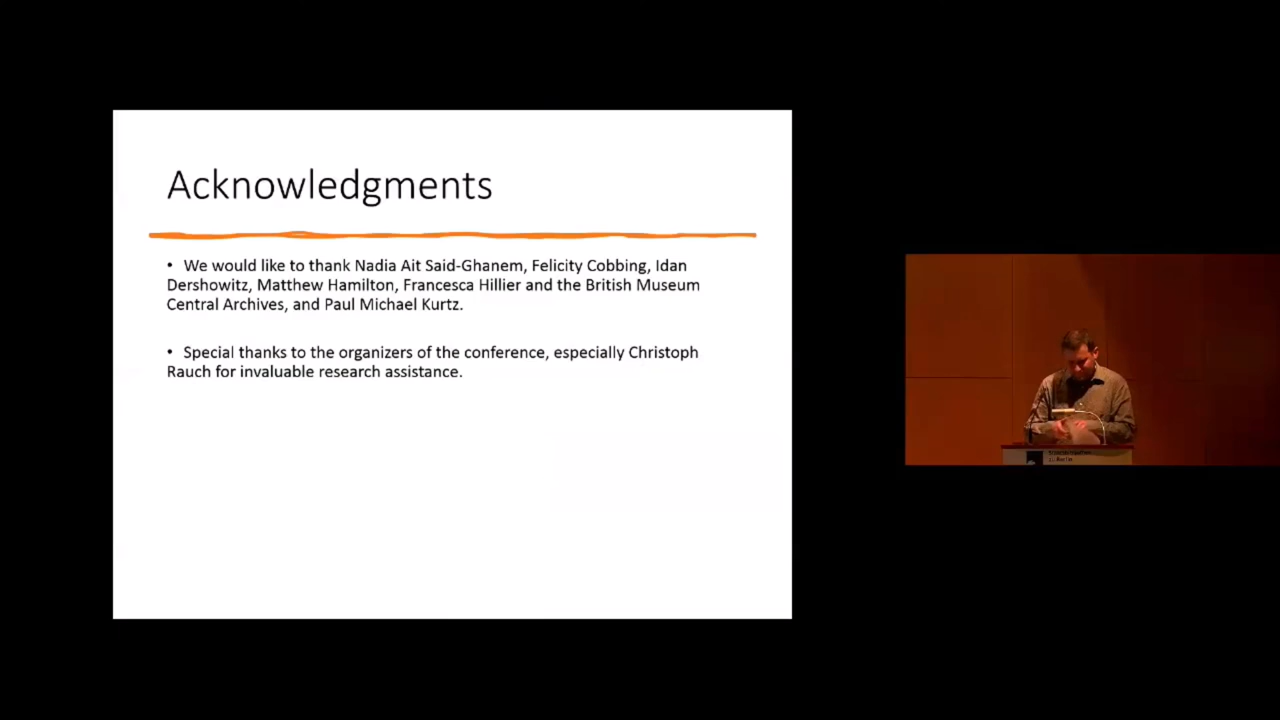 Acknowledgments
• We would like to thank Nadia Ait Said-Ghanem, Felicity Cobbing, Idan
Dershowitz, Matthew Hamilton, Francesca Hillier and the British Museum
Central Archives, and Paul Michael Kurtz.
• Special thanks to the organizers of the conference, especially Christoph
Rauch for invaluable research assistance.